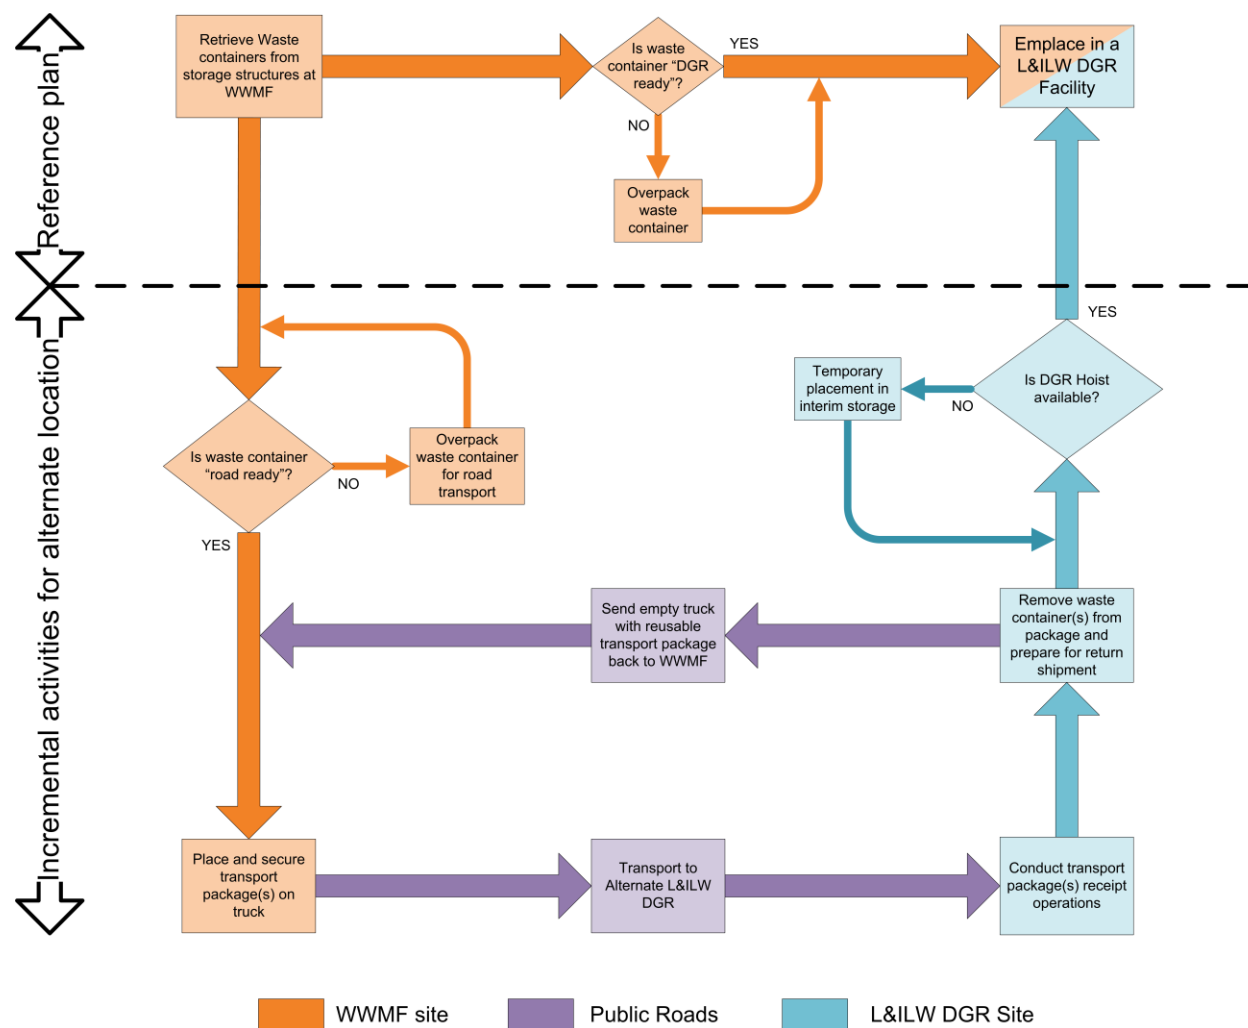 Reference plan
Retrieve Waste
containers from
storage structures at
WWMF
Is waste
container “DGR
ready”?
YES
NO
Overpack
waste
container
Emplace in a
L&ILW DGR
Facility
Incremental activities for alternate location
Is waste container
“road ready”?
NO
YES
Overpack
waste container
for road
transport
Temporary
placement in
interim storage
NO
Is DGR Hoist
available?
YES
Send empty truck
with reusable
transport package
back to WWMF
Remove waste
container(s) from
package and
prepare for return
shipment
Place and secure
transport
package(s) on
truck
Transport to
Alternate L&ILW
DGR
Conduct transport
package(s) receipt
operations
WWMF site
Public Roads
L&ILW DGR Site